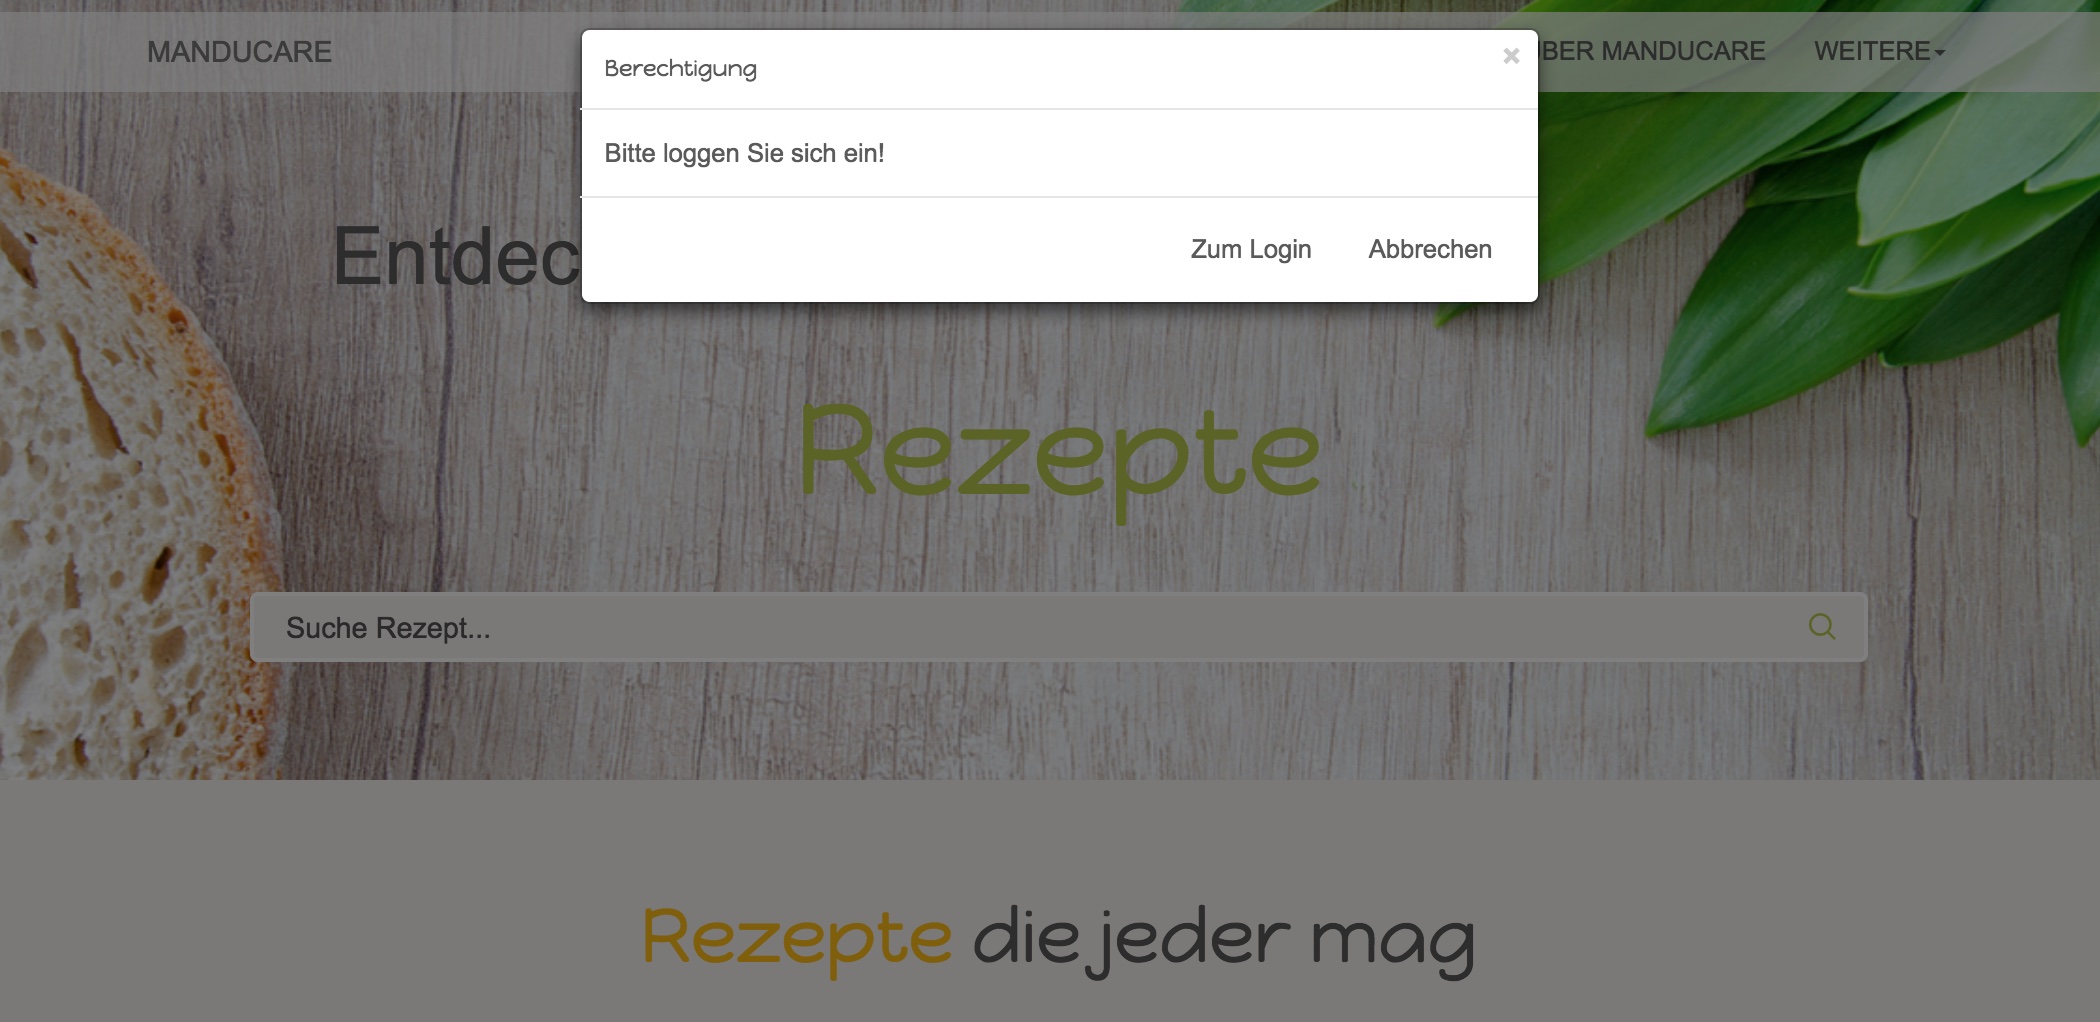 MANDUCARE
BER MANDUCARE
WEITERE
Berechtigung
×
Bitte loggen Sie sich ein!
Zum Login
Abbrechen
Entdec
Rezepte
Suche Rezept...
Rezepte die jeder mag